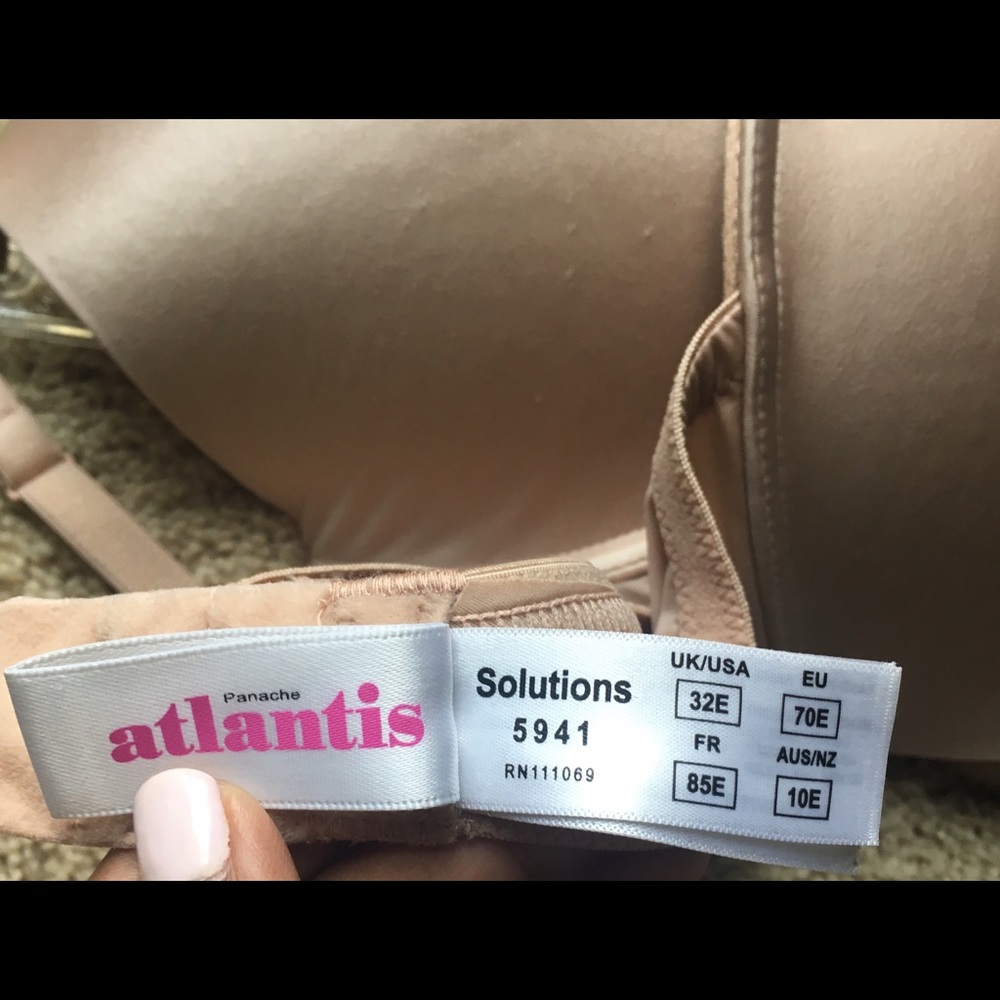 Panache
atlantis
Solutions
5941
RN111069
UK/USA
32E
FR
85E
EU
70E
AUS/NZ
10E